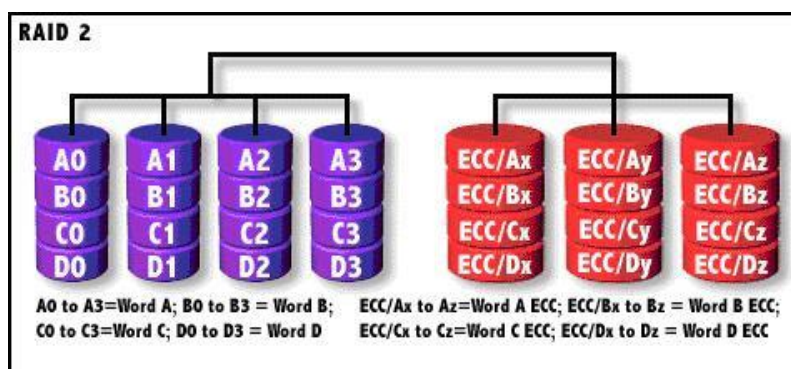 RAID 2
A0 A1 A2 A3 ECC/Ax ECC/Ay ECC/Az
B0 B1 B2 B3 ECC/Bx ECC/By ECC/Bz
C0 C1 C2 C3 ECC/Cx ECC/Cy ECC/Cz
D0 D1 D2 D3 ECC/Dx ECC/Dy ECC/Dz
A0 to A3=Word A; B0 to B3 = Word B; ECC/Ax to Az=Word A ECC; ECC/Bx to Bz = Word B ECC;
C0 to C3=Word C; D0 to D3 = Word D ECC/Cx to Cz=Word C ECC; ECC/Dx to Dz = Word D ECC